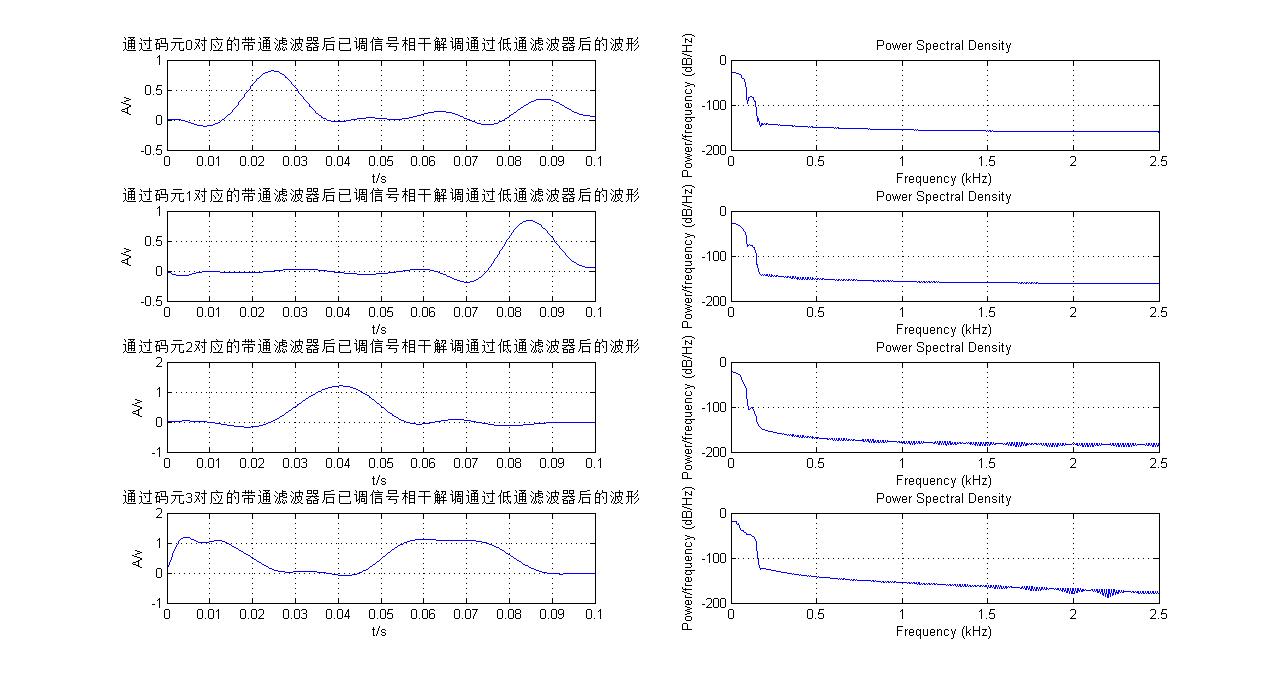 通过码元0对应的带通滤波器后已调信号相干解调通过低通滤波器后的波形
1
0.5
0
-0.5
A/v
0 0.01 0.02 0.03 0.04 0.05 0.06 0.07 0.08 0.09 0.1
t/s
Power Spectral Density
0
-100
-200
Power/frequency (dB/Hz)
0 0.5 1 1.5 2 2.5
Frequency (kHz)
通过码元1对应的带通滤波器后已调信号相干解调通过低通滤波器后的波形
1
0.5
0
-0.5
A/v
0 0.01 0.02 0.03 0.04 0.05 0.06 0.07 0.08 0.09 0.1
t/s
Power Spectral Density
0
-100
-200
Power/frequency (dB/Hz)
0 0.5 1 1.5 2 2.5
Frequency (kHz)
通过码元2对应的带通滤波器后已调信号相干解调通过低通滤波器后的波形
2
1
0
-1
A/v
0 0.01 0.02 0.03 0.04 0.05 0.06 0.07 0.08 0.09 0.1
t/s
Power Spectral Density
0
-100
-200
Power/frequency (dB/Hz)
0 0.5 1 1.5 2 2.5
Frequency (kHz)
通过码元3对应的带通滤波器后已调信号相干解调通过低通滤波器后的波形
2
1
0
-1
A/v
0 0.01 0.02 0.03 0.04 0.05 0.06 0.07 0.08 0.09 0.1
t/s
Power Spectral Density
0
-100
-200
Power/frequency (dB/Hz)
0 0.5 1 1.5 2 2.5
Frequency (kHz)